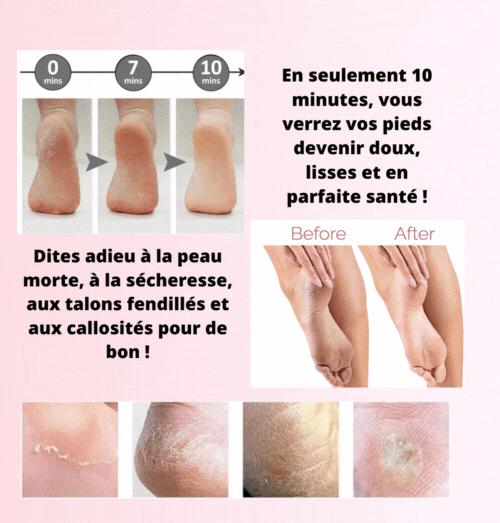 0 mins
7 mins
10 mins
En seulement 10
minutes, vous
verrez vos pieds
devenir doux,
lisses et en
parfaite santé !
Before
After
Dites adieu à la peau
morte, à la sécheresse,
aux talons fendillés et
aux callosités pour de
bon !